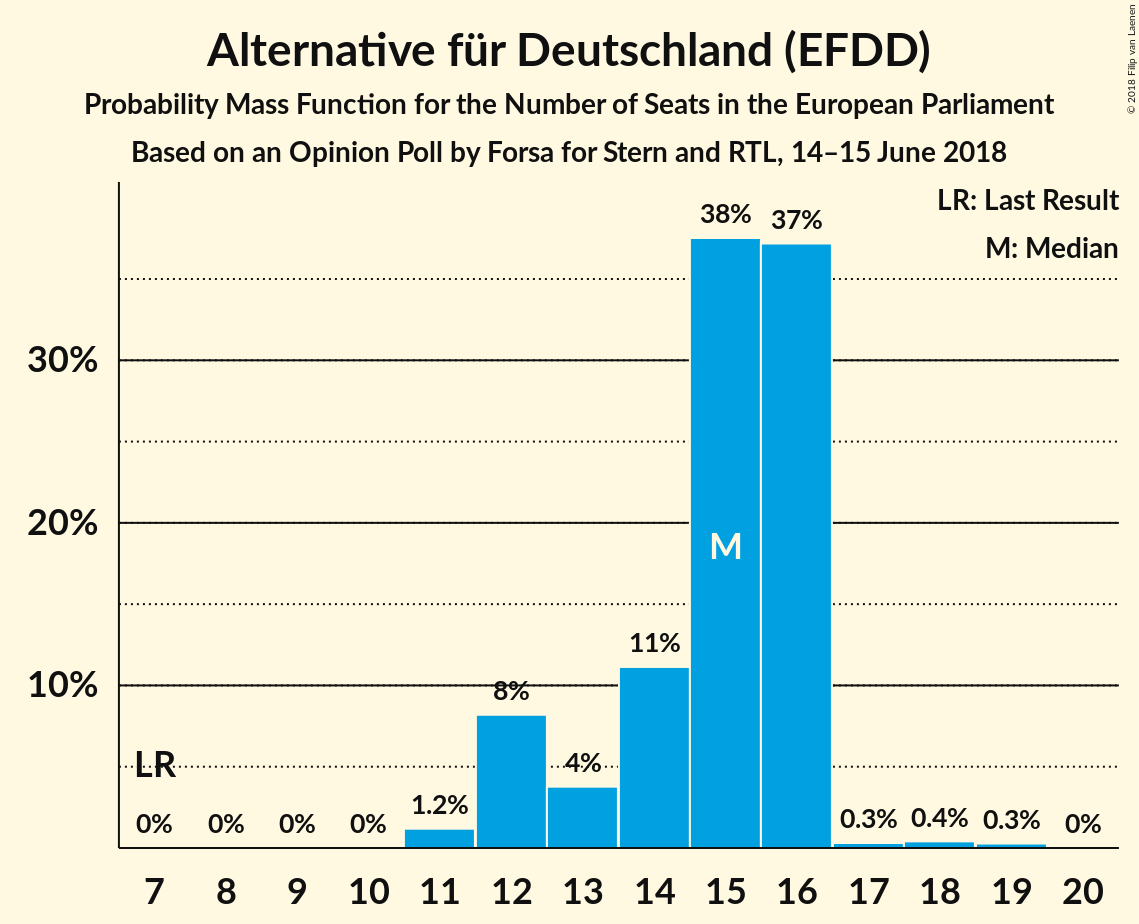 Alternative für Deutschland (EFDD)
Probability Mass Function for the Number of Seats in the European Parliament
Based on an Opinion Poll by Forsa for Stern and RTL, 14–15 June 2018
© 2018 Filip van Laenen
LR: Last Result
M: Median
38%
37%
30%
20%
M
11%
10%
8%
LR
4%
1.2%
0% 0% 0% 0% 0.3% 0.4% 0.3% 0%
7 8 9 10 11 12 13 14 15 16 17 18 19 20